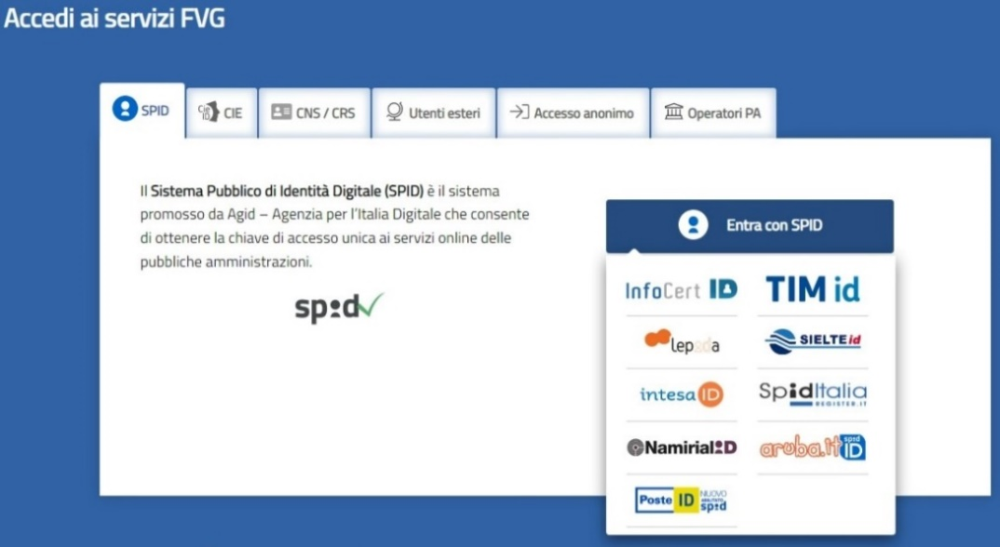 Accedi ai servizi FVG
SPID
CIE
CNS / CRS
Utenti esteri
Accesso anonimo
Operatori PA
Il Sistema Pubblico di Identità Digitale (SPID) è il sistema
promosso da Agid – Agenzia per l'Italia Digitale che consente
di ottenere la chiave di accesso unica ai servizi online delle
pubbliche amministrazioni.
spid
Entra con SPID
InfoCert ID
TIM id
lepida
SIELTE id
intesa ID
SpidItalia
REGISTER.IT
Namirial ID
aruba.it spid ID
Poste ID NUOVO
spid